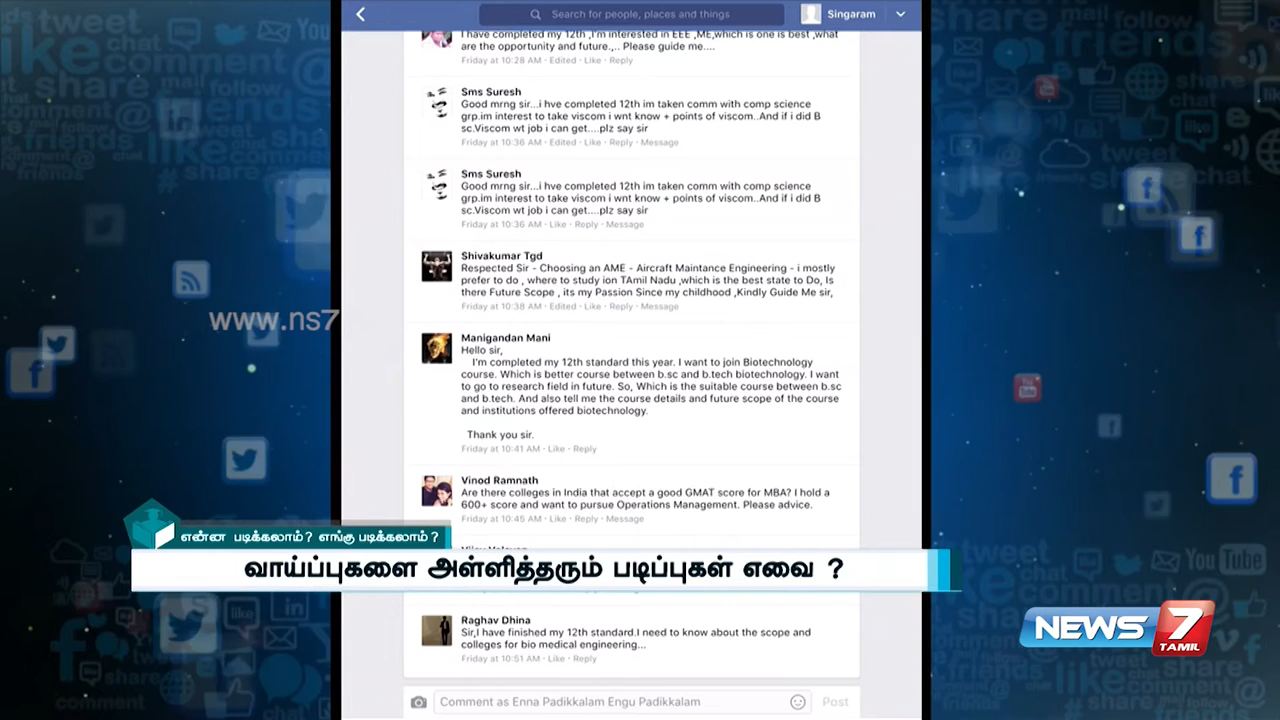 Search for people, places and things
Singaram
I have completed my 12th ,I'm interested in EEE ,ME,which is one is best ,what
are the opportunity and future.,.. Please guide me....
Friday at 10:28 AM · Edited · Like · Reply
Sms Suresh
Good mrng sir...i hve completed 12th im taken comm with comp science
grp.im interest to take viscom i wnt know + points of viscom..And if i did B
sc.Viscom wt job i can get....plz say sir
Friday at 10:36 AM · Edited · Like · Reply · Message
Sms Suresh
Good mrng sir...i hve completed 12th im taken comm with comp science
grp.im interest to take viscom i wnt know + points of viscom..And if i did B
sc.Viscom wt job i can get....plz say sir
Friday at 10:36 AM · Like · Reply · Message
Shivakumar Tgd
Respected Sir - Choosing an AME - Aircraft Maintance Engineering - i mostly
prefer to do , where to study ion TAmil Nadu ,which is the best state to Do, Is
there Future Scope , its my Passion Since my childhood ,Kindly Guide Me sir,
Friday at 10:38 AM · Edited · Like · Reply · Message
www.ns7
Manigandan Mani
Hello sir,
I'm completed my 12th standard this year. I want to join Biotechnology
course. Which is better course between b.sc and b.tech biotechnology. I want
to go to research field in future. So, Which is the suitable course between b.sc
and b.tech. And also tell me the course details and future scope of the course
and institutions offered biotechnology.
Thank you sir.
Friday at 10:41 AM · Like · Reply
Vinod Ramnath
Are there colleges in India that accept a good GMAT score for MBA? I hold a
600+ score and want to pursue Operations Management. Please advice.
Friday at 10:45 AM · Like · Reply · Message
என்ன படிக்கலாம்? எங்கு படிக்கலாம்?
வாய்ப்புகளை அள்ளித்தரும் படிப்புகள் எவை ?
Raghav Dhina
Sir,I have finished my 12th standard.I need to know about the scope and
colleges for bio medical engineering...
Friday at 10:51 AM · Like · Reply
NEWS 7
TAMIL
Comment as Enna Padikkalam Engu Padikkalam
Post